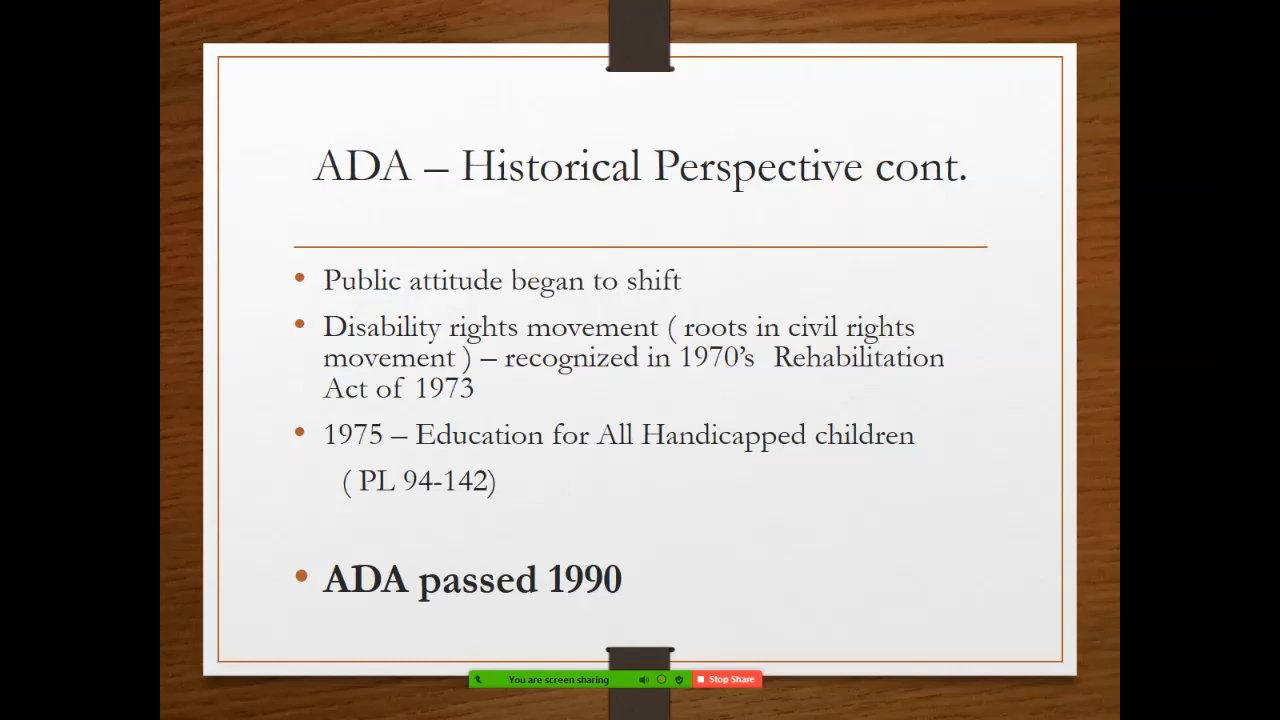 ADA – Historical Perspective cont.
• Public attitude began to shift
• Disability rights movement ( roots in civil rights
movement ) – recognized in 1970’s  Rehabilitation
Act of 1973
• 1975 – Education for All Handicapped children
( PL 94-142)
• ADA passed 1990
You are screen sharing
Stop Share